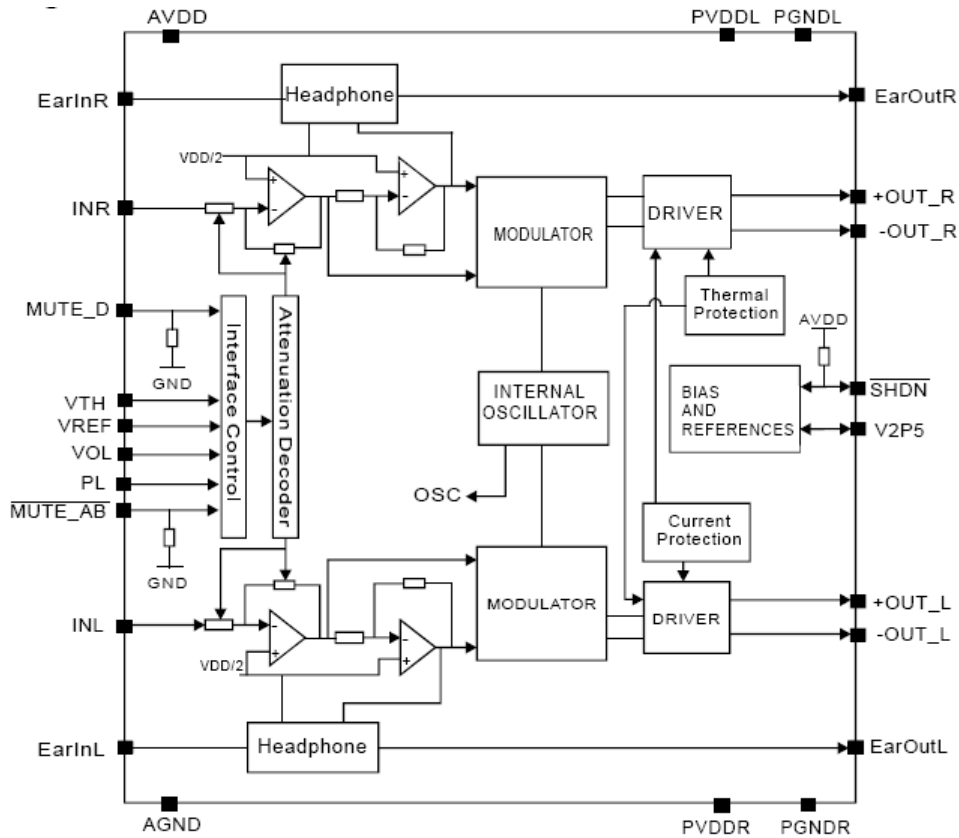 AVDD
PVDDL
PGNDL
EarInR
Headphone
EarOutR
VDD/2
+
-
+
-
INR
MODULATOR
DRIVER
+OUT_R
-OUT_R
MUTE_D
GND
Interface Control
Attenuation Decoder
Thermal
Protection
AVDD
VTH
VREF
VOL
PL
MUTE_AB
GND
INTERNAL
OSCILLATOR
OSC
BIAS
AND
REFERENCES
SHDN
V2P5
Current
Protection
INL
-
+
-
+
VDD/2
MODULATOR
DRIVER
+OUT_L
-OUT_L
EarInL
Headphone
EarOutL
AGND
PVDDR
PGNDR